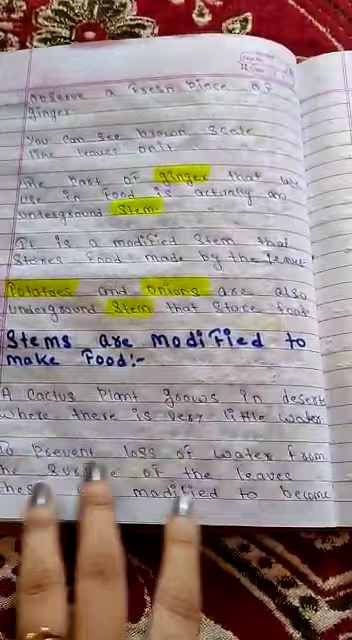 Observe a fresh piece of
ginger
You can see brown scale
like leaves on it.
The part of ginger that we
use in food is actually an
underground Stem
It is a modified stem that
stores food made by the leaves
Potatoes and onions are also
underground Stem that store food.
Stems are modified to
make Food:-
A cactus plant grows in deserts
where there is very little water
To prevent loss of water from
the of the leaves
modified to become